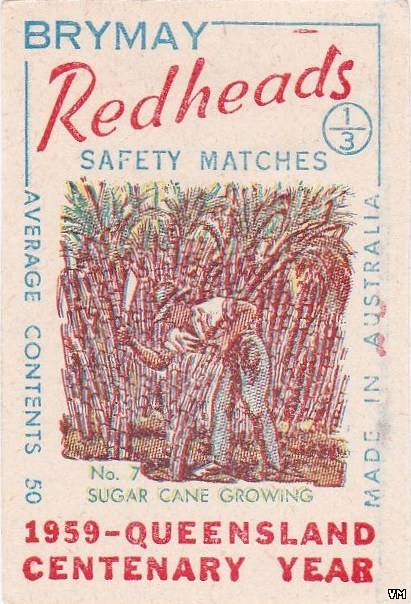 BRYMAY
Redheads
1/3
SAFETY MATCHES
AVERAGE CONTENTS 50
MADE IN AUSTRALIA
No. 7
SUGAR CANE GROWING
1959-QUEENSLAND
CENTENARY YEAR
VM